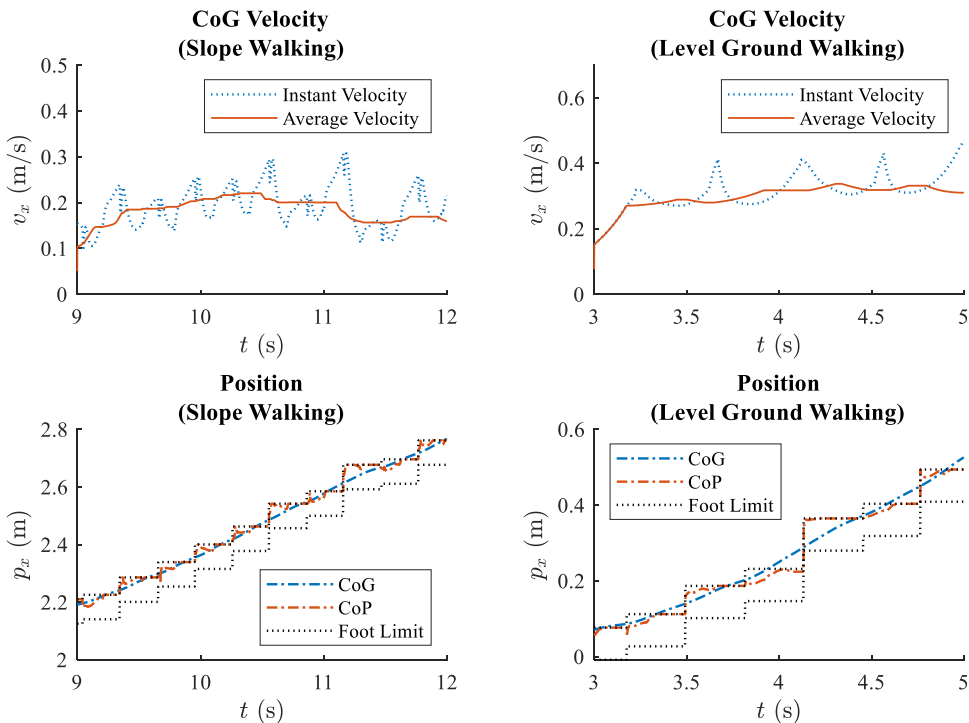 CoG Velocity
(Slope Walking)
0.5
0.4
0.3
0.2
0.1
0
v_x (m/s)
Instant Velocity
Average Velocity
9
10
11
12
t (s)
CoG Velocity
(Level Ground Walking)
0.6
0.4
0.2
0
v_x (m/s)
Instant Velocity
Average Velocity
3
3.5
4
4.5
5
t (s)
Position
(Slope Walking)
2.8
2.6
2.4
2.2
2
p_x (m)
CoG
CoP
Foot Limit
9
10
11
12
t (s)
Position
(Level Ground Walking)
0.6
0.4
0.2
0
p_x (m)
CoG
CoP
Foot Limit
3
3.5
4
4.5
5
t (s)